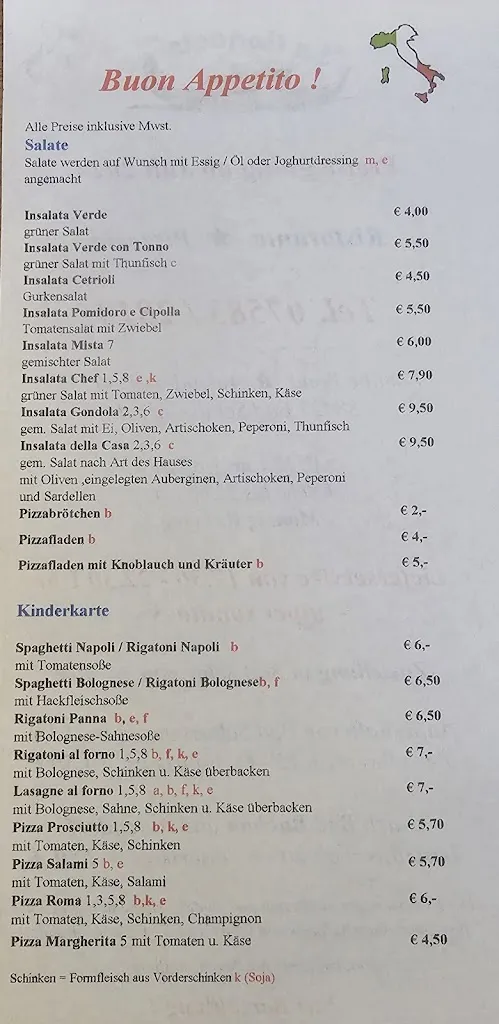 Buon Appetito !
Alle Preise inklusive Mwst.
Salate
Salate werden auf Wunsch mit Essig / Öl oder Joghurtdressing m, e
angemacht
Insalata Verde € 4,00
grüner Salat
Insalata Verde con Tonno € 5,50
grüner Salat mit Thunfisch c
Insalata Cetrioli € 4,50
Gurkensalat
Insalata Pomidoro e Cipolla € 5,50
Tomatensalat mit Zwiebel
Insalata Mista 7 € 6,00
gemischter Salat
Insalata Chef 1,5,8 e ,k € 7,90
grüner Salat mit Tomaten, Zwiebel, Schinken, Käse
Insalata Gondola 2,3,6 c € 9,50
gem. Salat mit Ei, Oliven, Artischoken, Peperoni, Thunfisch
Insalata della Casa 2,3,6 c € 9,50
gem. Salat nach Art des Hauses
mit Oliven ,eingelegten Auberginen, Artischoken, Peperoni
und Sardellen
Pizzabrötchen b € 2,-
Pizzafladen b € 4,-
Pizzafladen mit Knoblauch und Kräuter b € 5,-
Kinderkarte
Spaghetti Napoli / Rigatoni Napoli b € 6,-
mit Tomatensoße
Spaghetti Bolognese / Rigatoni Bologneseb, f € 6,50
mit Hackfleischsoße
Rigatoni Panna b, e, f € 6,50
mit Bolognese-Sahnesoße
Rigatoni al forno 1,5,8 b, f, k, e € 7,-
mit Bolognese, Schinken u. Käse überbacken
Lasagne al forno 1,5,8 a, b, f, k, e € 7,-
mit Bolognese, Sahne, Schinken u. Käse überbacken
Pizza Prosciutto 1,5,8 b, k, e € 5,70
mit Tomaten, Käse, Schinken
Pizza Salami 5 b, e € 5,70
mit Tomaten, Käse, Salami
Pizza Roma 1,3,5,8 b,k, e € 6,-
mit Tomaten, Käse, Schinken, Champignon
Pizza Margherita 5 mit Tomaten u. Käse € 4,50
Schinken = Formfleisch aus Vorderschinken k (Soja)